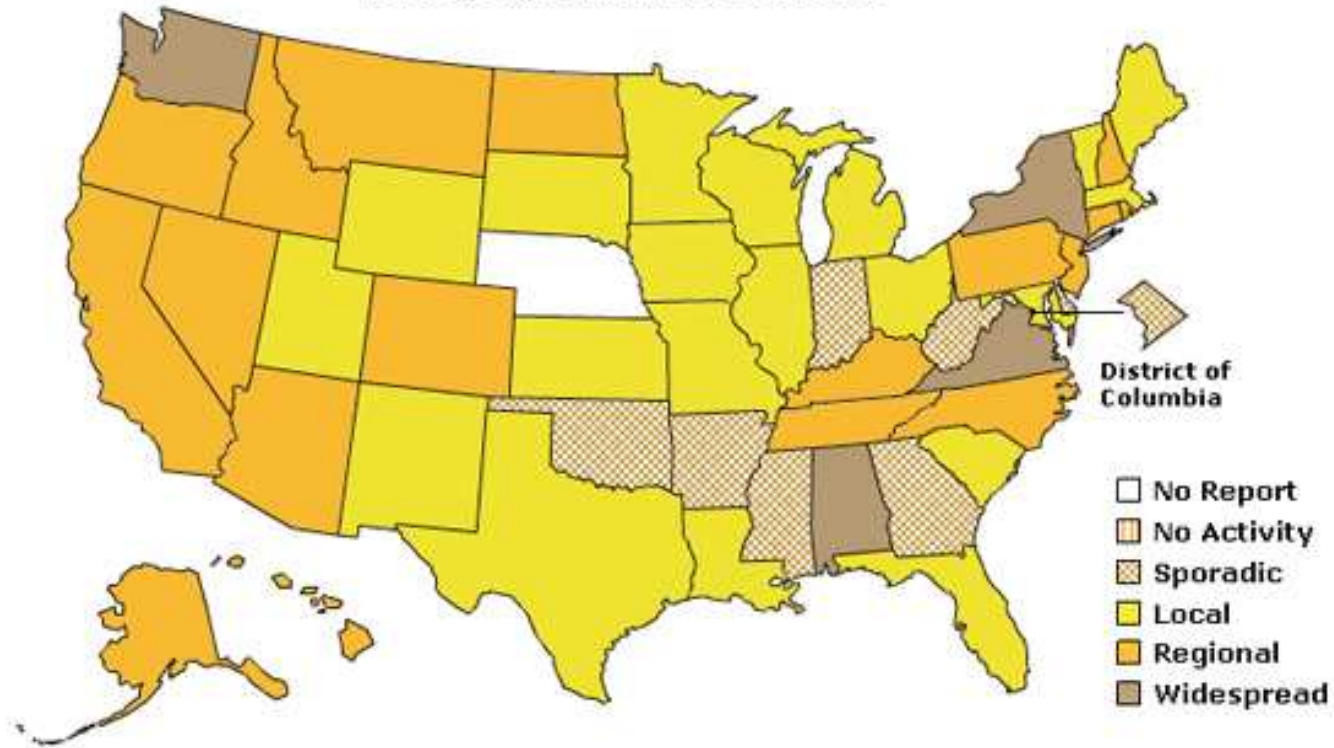 District of
Columbia
No Report
No Activity
Sporadic
Local
Regional
Widespread